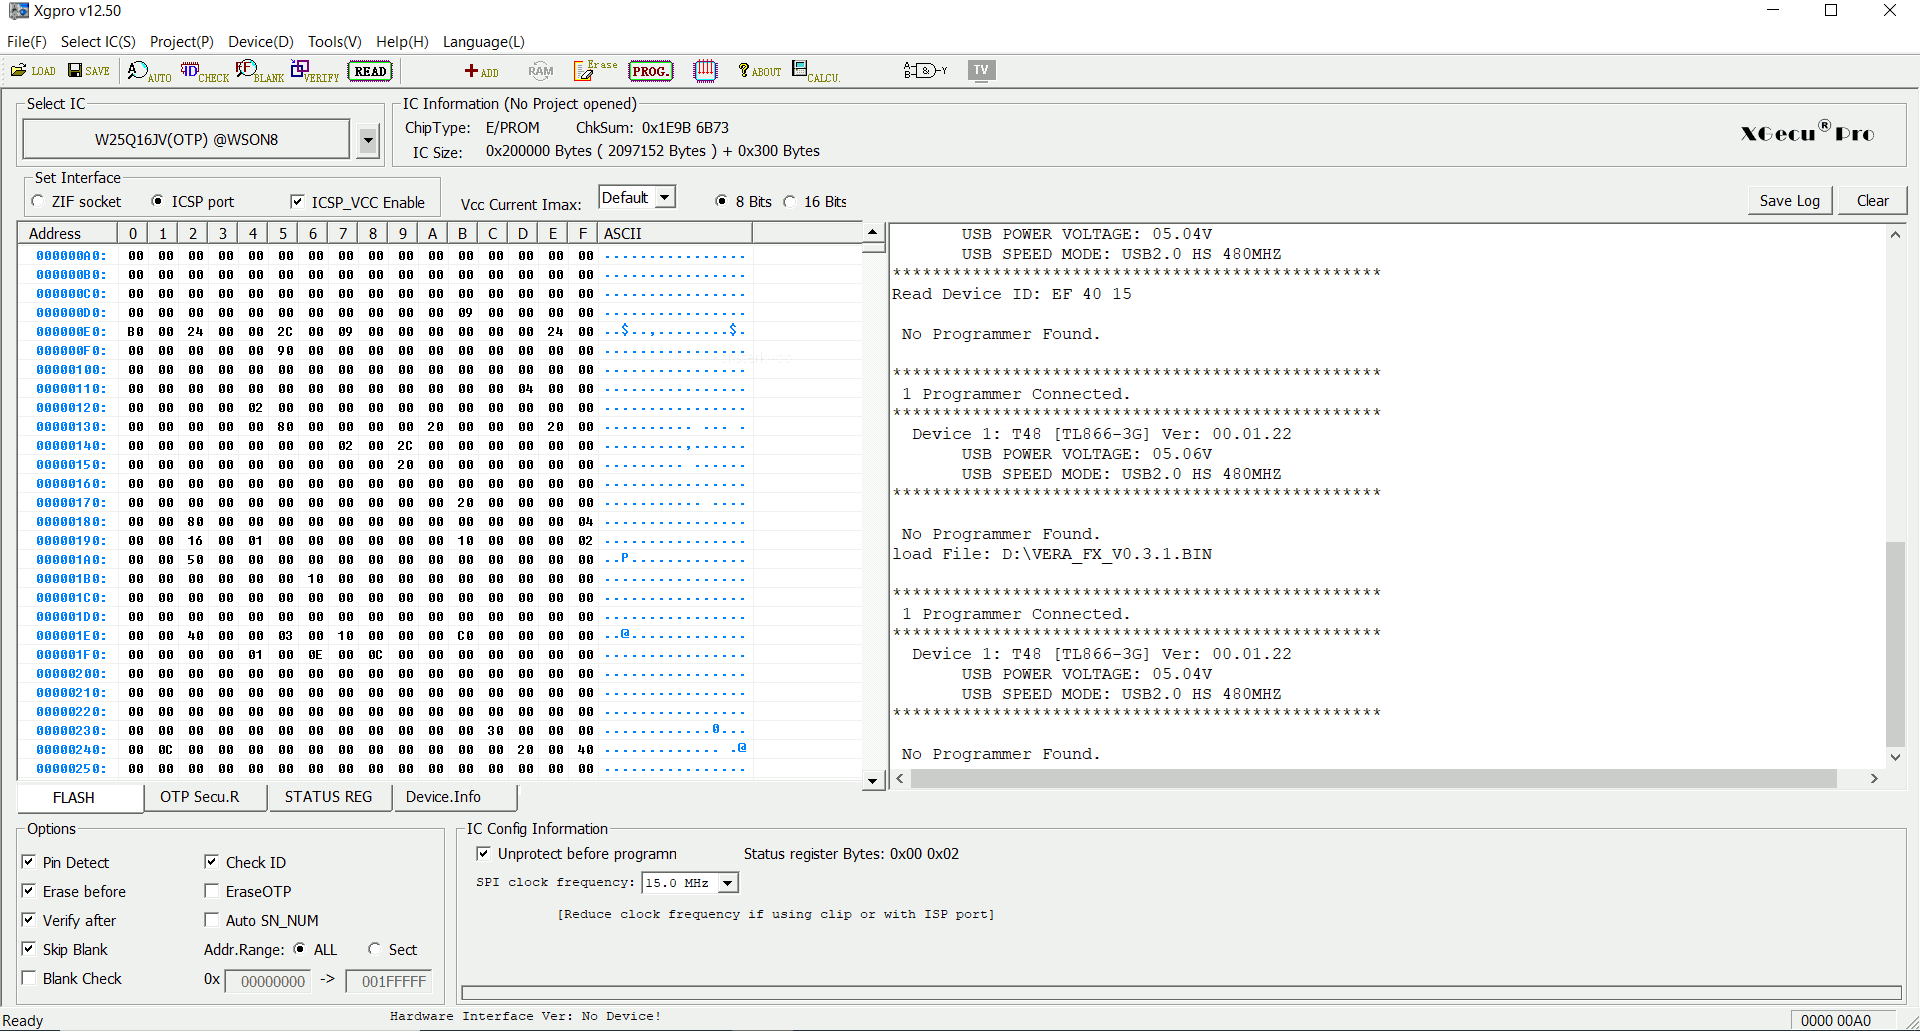 Xgpro v12.50
File(F) Select IC(S) Project(P) Device(D) Tools(V) Help(H) Language(L)
LOAD SAVE AUTO CHECK BLANK VERIFY READ ADD RAM Erase PROG. ABOUT CALCU. A B & Y TV
Select IC
W25Q16JV(OTP) @WSON8
IC Information (No Project opened)
ChipType: E/PROM ChkSum: 0x1E9B 6B73
IC Size: 0x200000 Bytes ( 2097152 Bytes ) + 0x300 Bytes
XGecu® Pro
Set Interface
ZIF socket ICSP port ICSP_VCC Enable
Vcc Current Imax: Default 8 Bits 16 Bits
Save Log Clear
Address 0 1 2 3 4 5 6 7 8 9 A B C D E F ASCII
000000A0: 00 00 00 00 00 00 00 00 00 00 00 00 00 00 00 00 ................
000000B0: 00 00 00 00 00 00 00 00 00 00 00 00 00 00 00 00 ................
000000C0: 00 00 00 00 00 00 00 00 00 00 00 00 00 00 00 00 ................
000000D0: 00 00 00 00 00 00 00 00 00 00 00 09 00 00 00 00 ................
000000E0: B0 00 24 00 00 2C 00 09 00 00 00 00 00 00 24 00 ..$..,........$.
000000F0: 00 00 00 00 00 90 00 00 00 00 00 00 00 00 00 00 ................
00000100: 00 00 00 00 00 00 00 00 00 00 00 00 00 00 00 00 ................
00000110: 00 00 00 00 00 00 00 00 00 00 00 00 00 04 00 00 ................
00000120: 00 00 00 00 02 00 00 00 00 00 00 00 00 00 00 00 ................
00000130: 00 00 00 00 00 80 00 00 00 00 20 00 00 00 20 00 .......... ... .
00000140: 00 00 00 00 00 00 00 02 00 2C 00 00 00 00 00 00 .........,......
00000150: 00 00 00 00 00 00 00 00 00 20 00 00 00 00 00 00 ......... ......
00000160: 00 00 00 00 00 00 00 00 00 00 00 00 00 00 00 00 ................
00000170: 00 00 00 00 00 00 00 00 00 00 00 20 00 00 00 00 ........... ....
00000180: 00 00 80 00 00 00 00 00 00 00 00 00 00 00 00 04 ................
00000190: 00 00 16 00 01 00 00 00 00 00 00 10 00 00 00 02 ................
000001A0: 00 00 50 00 00 00 00 00 00 00 00 00 00 00 00 00 ..P.............
000001B0: 00 00 00 00 00 00 10 00 00 00 00 00 00 00 00 00 ................
000001C0: 00 00 00 00 00 00 00 00 00 00 00 00 00 00 00 00 ................
000001D0: 00 00 00 00 00 00 00 00 00 00 00 00 00 00 00 00 ................
000001E0: 00 00 40 00 00 03 00 10 00 00 00 C0 00 00 00 00 ..@.............
000001F0: 00 00 00 00 01 00 0E 00 0C 00 00 00 00 00 00 00 ................
00000200: 00 00 00 00 00 00 00 00 00 00 00 00 00 00 00 00 ................
00000210: 00 00 00 00 00 00 00 00 00 00 00 00 00 00 00 00 ................
00000220: 00 00 00 00 00 00 00 00 00 00 00 00 00 00 00 00 ................
00000230: 00 00 00 00 00 00 00 00 00 00 00 00 30 00 00 00 ............0...
00000240: 00 0C 00 00 00 00 00 00 00 00 00 00 00 20 00 40 ............. .@
00000250: 00 00 00 00 00 00 00 00 00 00 00 00 00 00 00 00 ................
USB POWER VOLTAGE: 05.04V
USB SPEED MODE: USB2.0 HS 480MHZ
*************************************************
Read Device ID: EF 40 15
No Programmer Found.
*************************************************
1 Programmer Connected.
*************************************************
Device 1: T48 [TL866-3G] Ver: 00.01.22
USB POWER VOLTAGE: 05.06V
USB SPEED MODE: USB2.0 HS 480MHZ
*************************************************
No Programmer Found.
load File: D:\VERA_FX_V0.3.1.BIN
*************************************************
1 Programmer Connected.
*************************************************
Device 1: T48 [TL866-3G] Ver: 00.01.22
USB POWER VOLTAGE: 05.04V
USB SPEED MODE: USB2.0 HS 480MHZ
*************************************************
No Programmer Found.
FLASH OTP Secu.R STATUS REG Device.Info
Options
Pin Detect Check ID
Erase before EraseOTP
Verify after Auto SN_NUM
Skip Blank Addr.Range: ALL Sect
Blank Check 0x 00000000 -> 001FFFFF
IC Config Information
Unprotect before programn Status register Bytes: 0x00 0x02
SPI clock frequency: 15.0 MHz
[Reduce clock frequency if using clip or with ISP port]
Ready Hardware Interface Ver: No Device! 0000 00A0